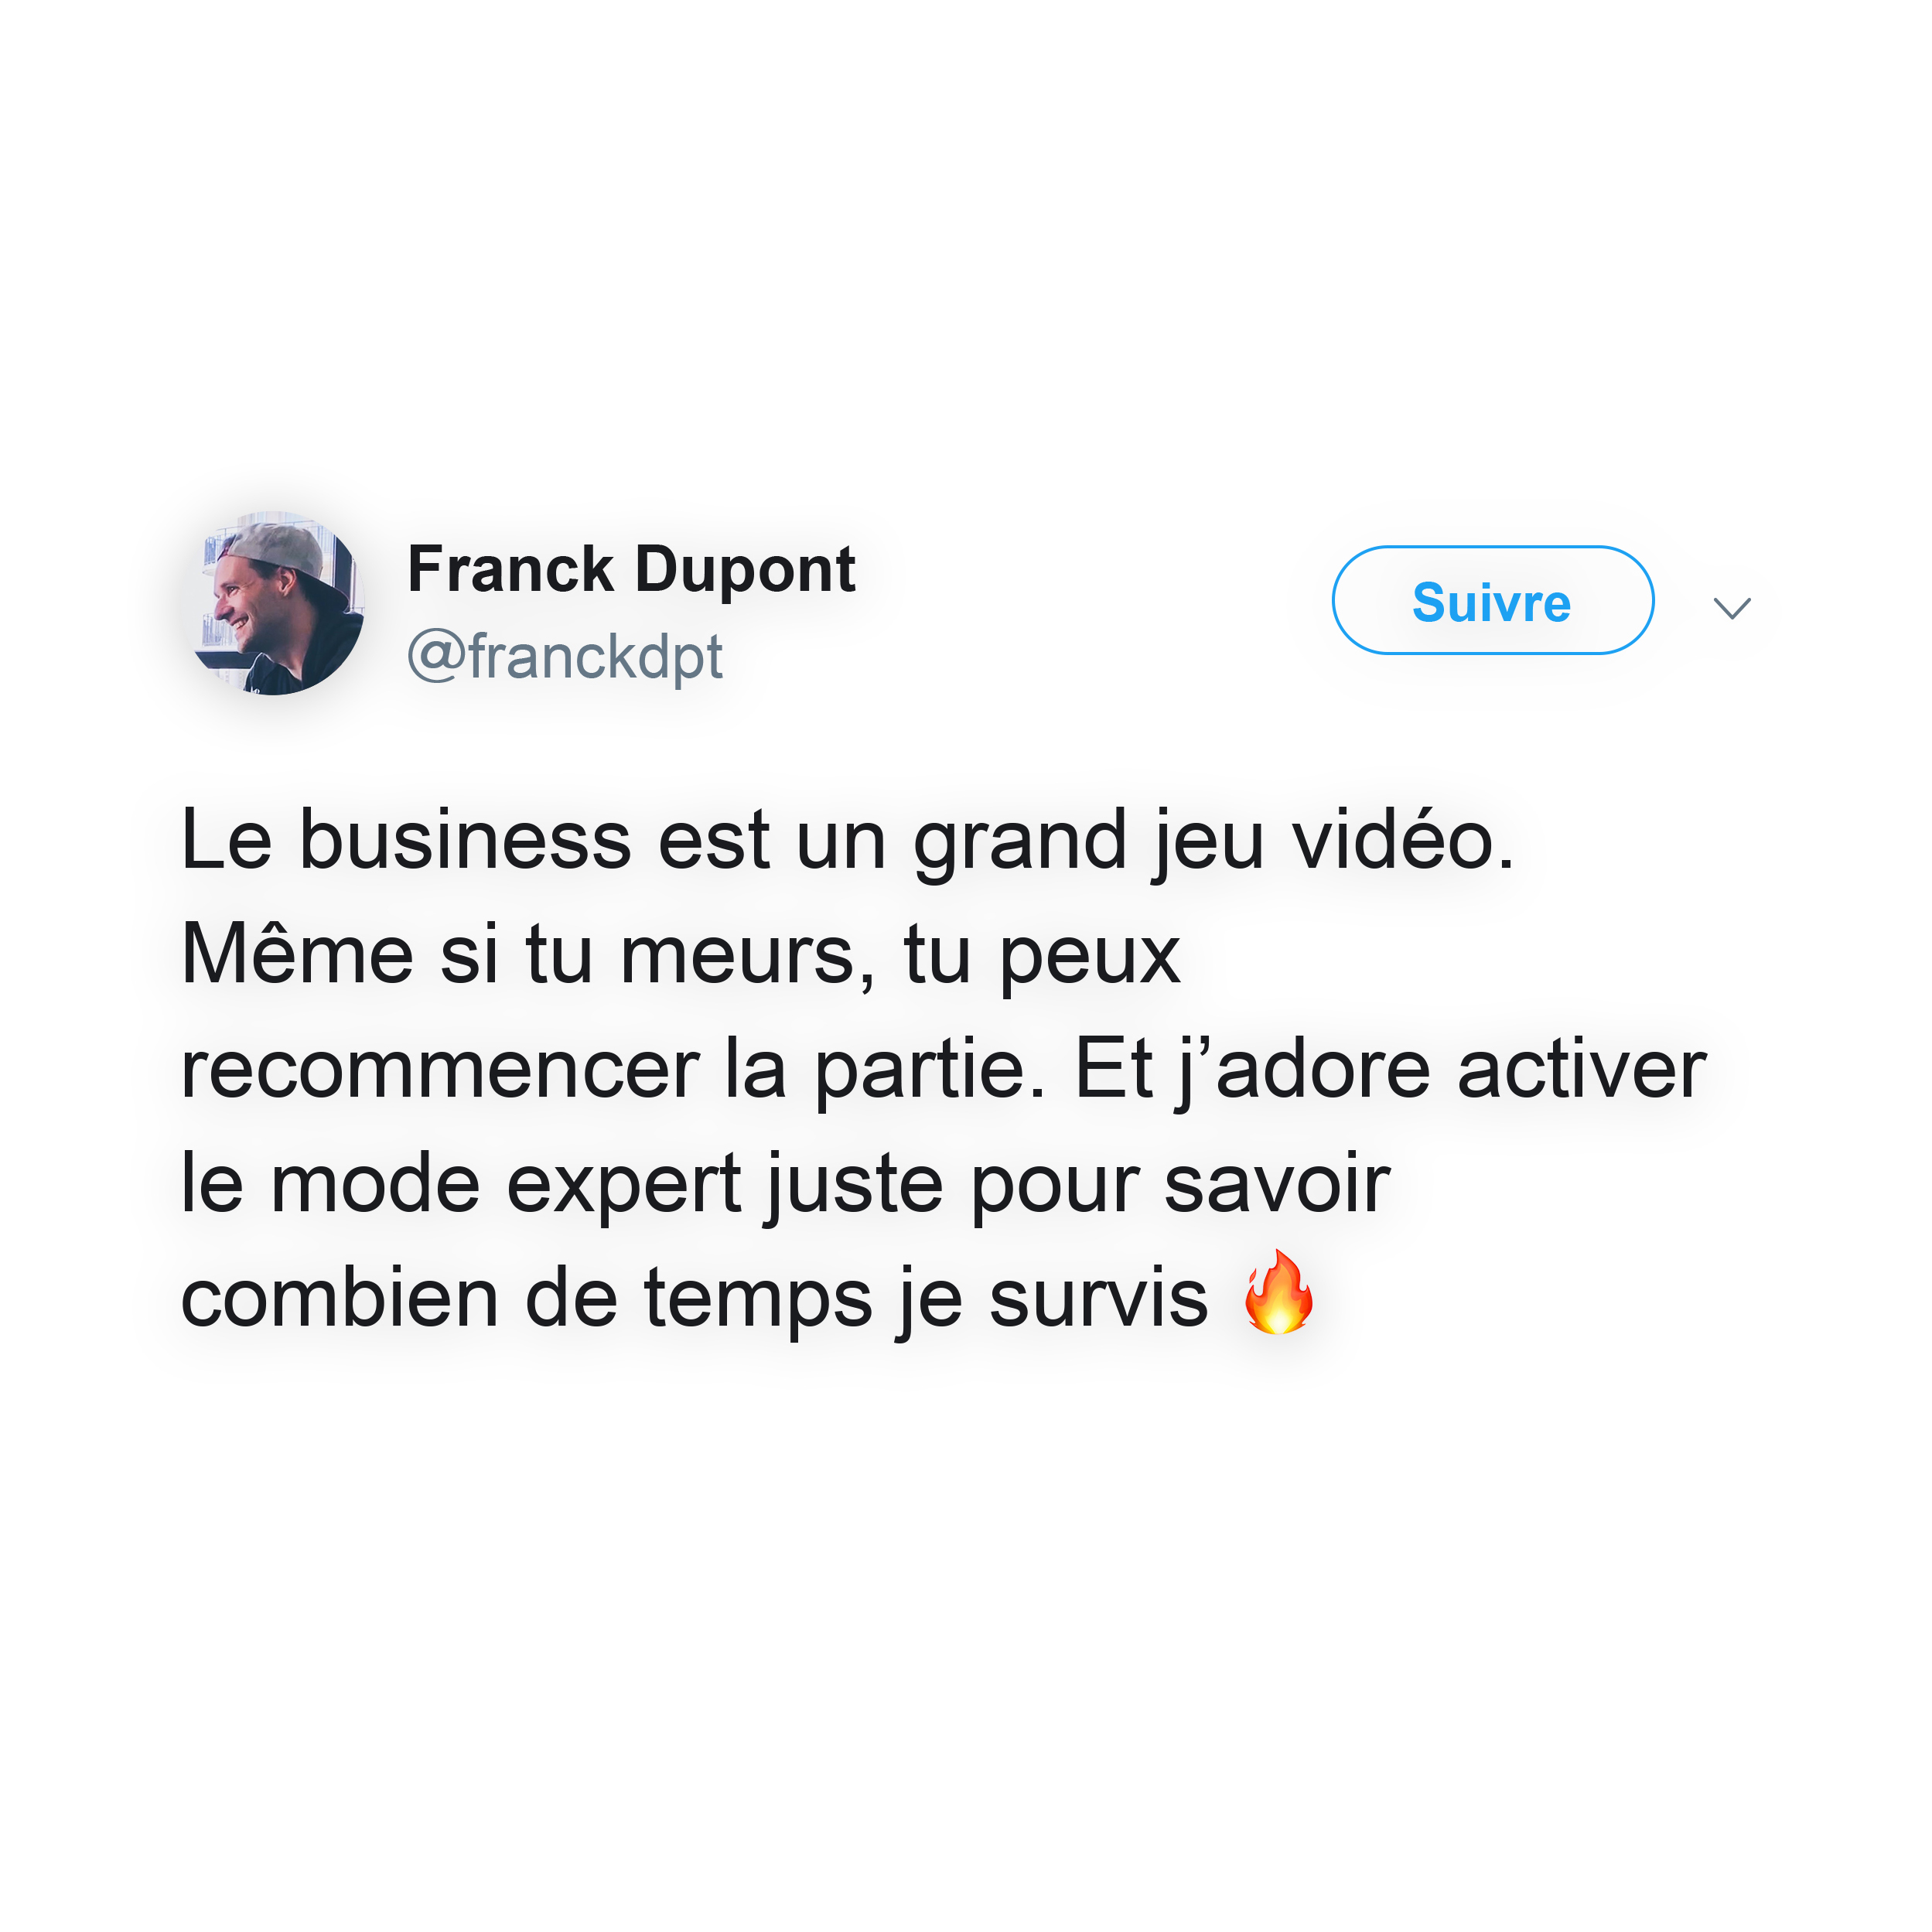 Franck Dupont
@franckdpt
Suivre
Le business est un grand jeu vidéo.
Même si tu meurs, tu peux
recommencer la partie. Et j’adore activer
le mode expert juste pour savoir
combien de temps je survis 🔥